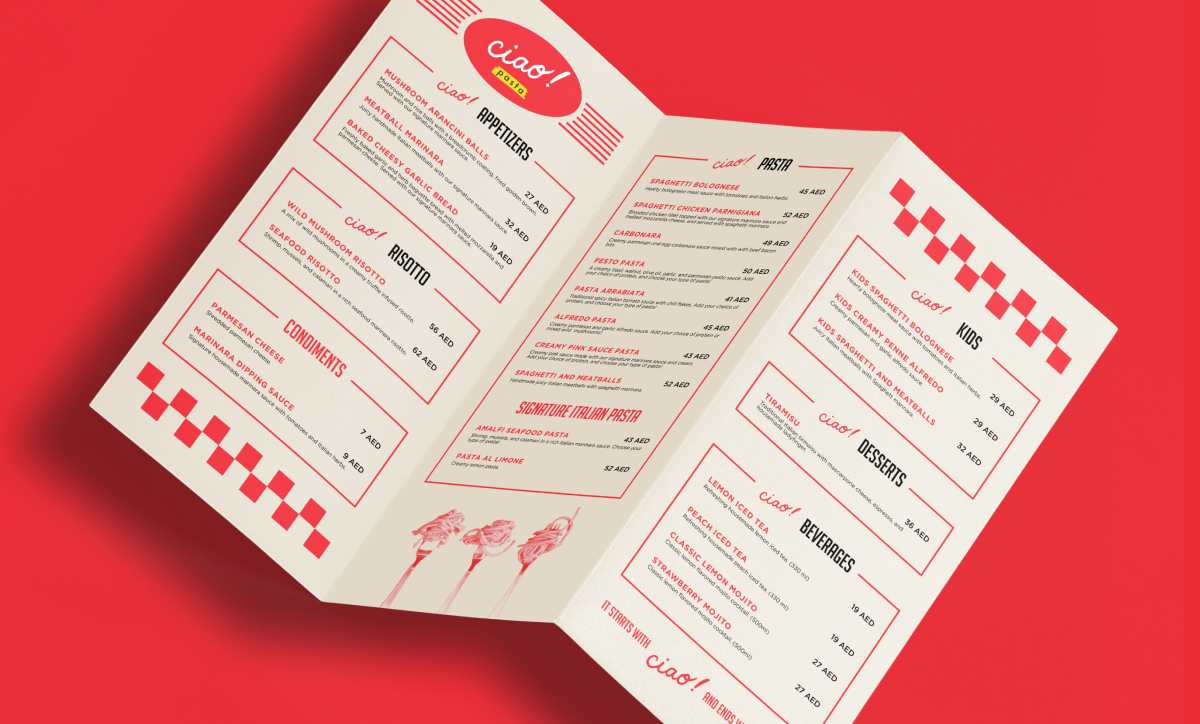 ciao!
pasta
ciao! APPETIZERS
MUSHROOM ARANCINI BALLS
Mushroom and rice balls with a breadcrumb coating, fried golden brown.
Served with our signature marinara sauce.
27 AED
MEATBALL MARINARA
Juicy handmade Italian meatballs with our signature marinara sauce.
32 AED
BAKED CHEESY GARLIC BREAD
Freshly baked garlic and herb baguette bread with melted mozzarella and
parmesan cheese. Served with our signature marinara sauce.
19 AED
ciao! RISOTTO
WILD MUSHROOM RISOTTO
A mix of wild mushrooms in a creamy truffle infused risotto.
56 AED
SEAFOOD RISOTTO
Shrimp, mussels, and calamari in a rich seafood marinara risotto.
62 AED
CONDIMENTS
PARMESAN CHEESE
Shredded parmesan cheese.
7 AED
MARINARA DIPPING SAUCE
Signature housemade marinara sauce with tomatoes and Italian herbs.
9 AED
ciao! PASTA
SPAGHETTI BOLOGNESE
45 AED
Hearty bolognese meat sauce with tomatoes and Italian herbs
SPAGHETTI CHICKEN PARMIGIANA
52 AED
Breaded chicken fillet topped with our signature marinara sauce and
melted mozzarella cheese, and served with spaghetti marinara.
CARBONARA
49 AED
Creamy parmesan and egg carbonara sauce mixed with with beef bacon
bits.
PESTO PASTA
50 AED
A creamy basil, walnut, olive oil, garlic, and parmesan pesto sauce. Add
your choice of protein, and choose your type of pasta!
PASTA ARRABIATA
41 AED
Traditional spicy Italian tomato sauce with chili flakes. Add your choice of
protein, and choose your type of pasta!
ALFREDO PASTA
45 AED
Creamy parmesan and garlic Alfredo sauce. Add your choice of protein or
mixed wild mushrooms!
CREAMY PINK SAUCE PASTA
43 AED
Creamy pink sauce made with our signature marinara sauce and cream.
Add your choice of protein, and choose your type of pasta!
SPAGHETTI AND MEATBALLS
52 AED
Handmade juicy Italian meatballs with spaghetti marinara.
SIGNATURE ITALIAN PASTA
AMALFI SEAFOOD PASTA
43 AED
Shrimp, mussels, and calamari in a rich Italian marinara sauce. Choose your
type of pasta!
PASTA AL LIMONE
52 AED
Creamy lemon pasta
ciao! KIDS
KIDS SPAGHETTI BOLOGNESE
Hearty bolognese meat sauce with tomatoes and Italian herbs.
29 AED
KIDS CREAMY PENNE ALFREDO
Creamy parmesan and garlic alfredo sauce.
29 AED
KIDS SPAGHETTI AND MEATBALLS
Juicy Italian meatballs with Spaghetti marinara.
32 AED
ciao! DESSERTS
TIRAMISU
Traditional Italian tirmaisu with mascarpone cheese, espresso, and
housemade ladyfinger.
36 AED
ciao! BEVERAGES
LEMON ICED TEA
Refreshing housemade lemon iced tea. (330 ml)
19 AED
PEACH ICED TEA
Refreshing housemade peach iced tea. (330 ml)
19 AED
CLASSIC LEMON MOJITO
Classic lemon flavored mojito cocktail. (500ml)
27 AED
STRAWBERRY MOJITO
Classic lemon flavored mojito cocktail. (500ml)
27 AED
IT STARTS WITH ciao! AND ENDS